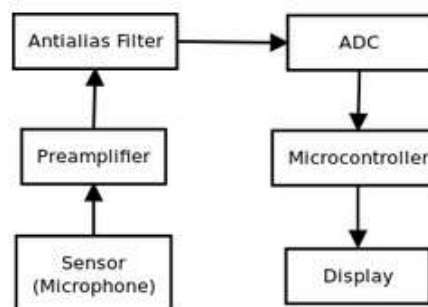 Antialias Filter
ADC
Preamplifier
Microcontroller
Sensor
(Microphone)
Display